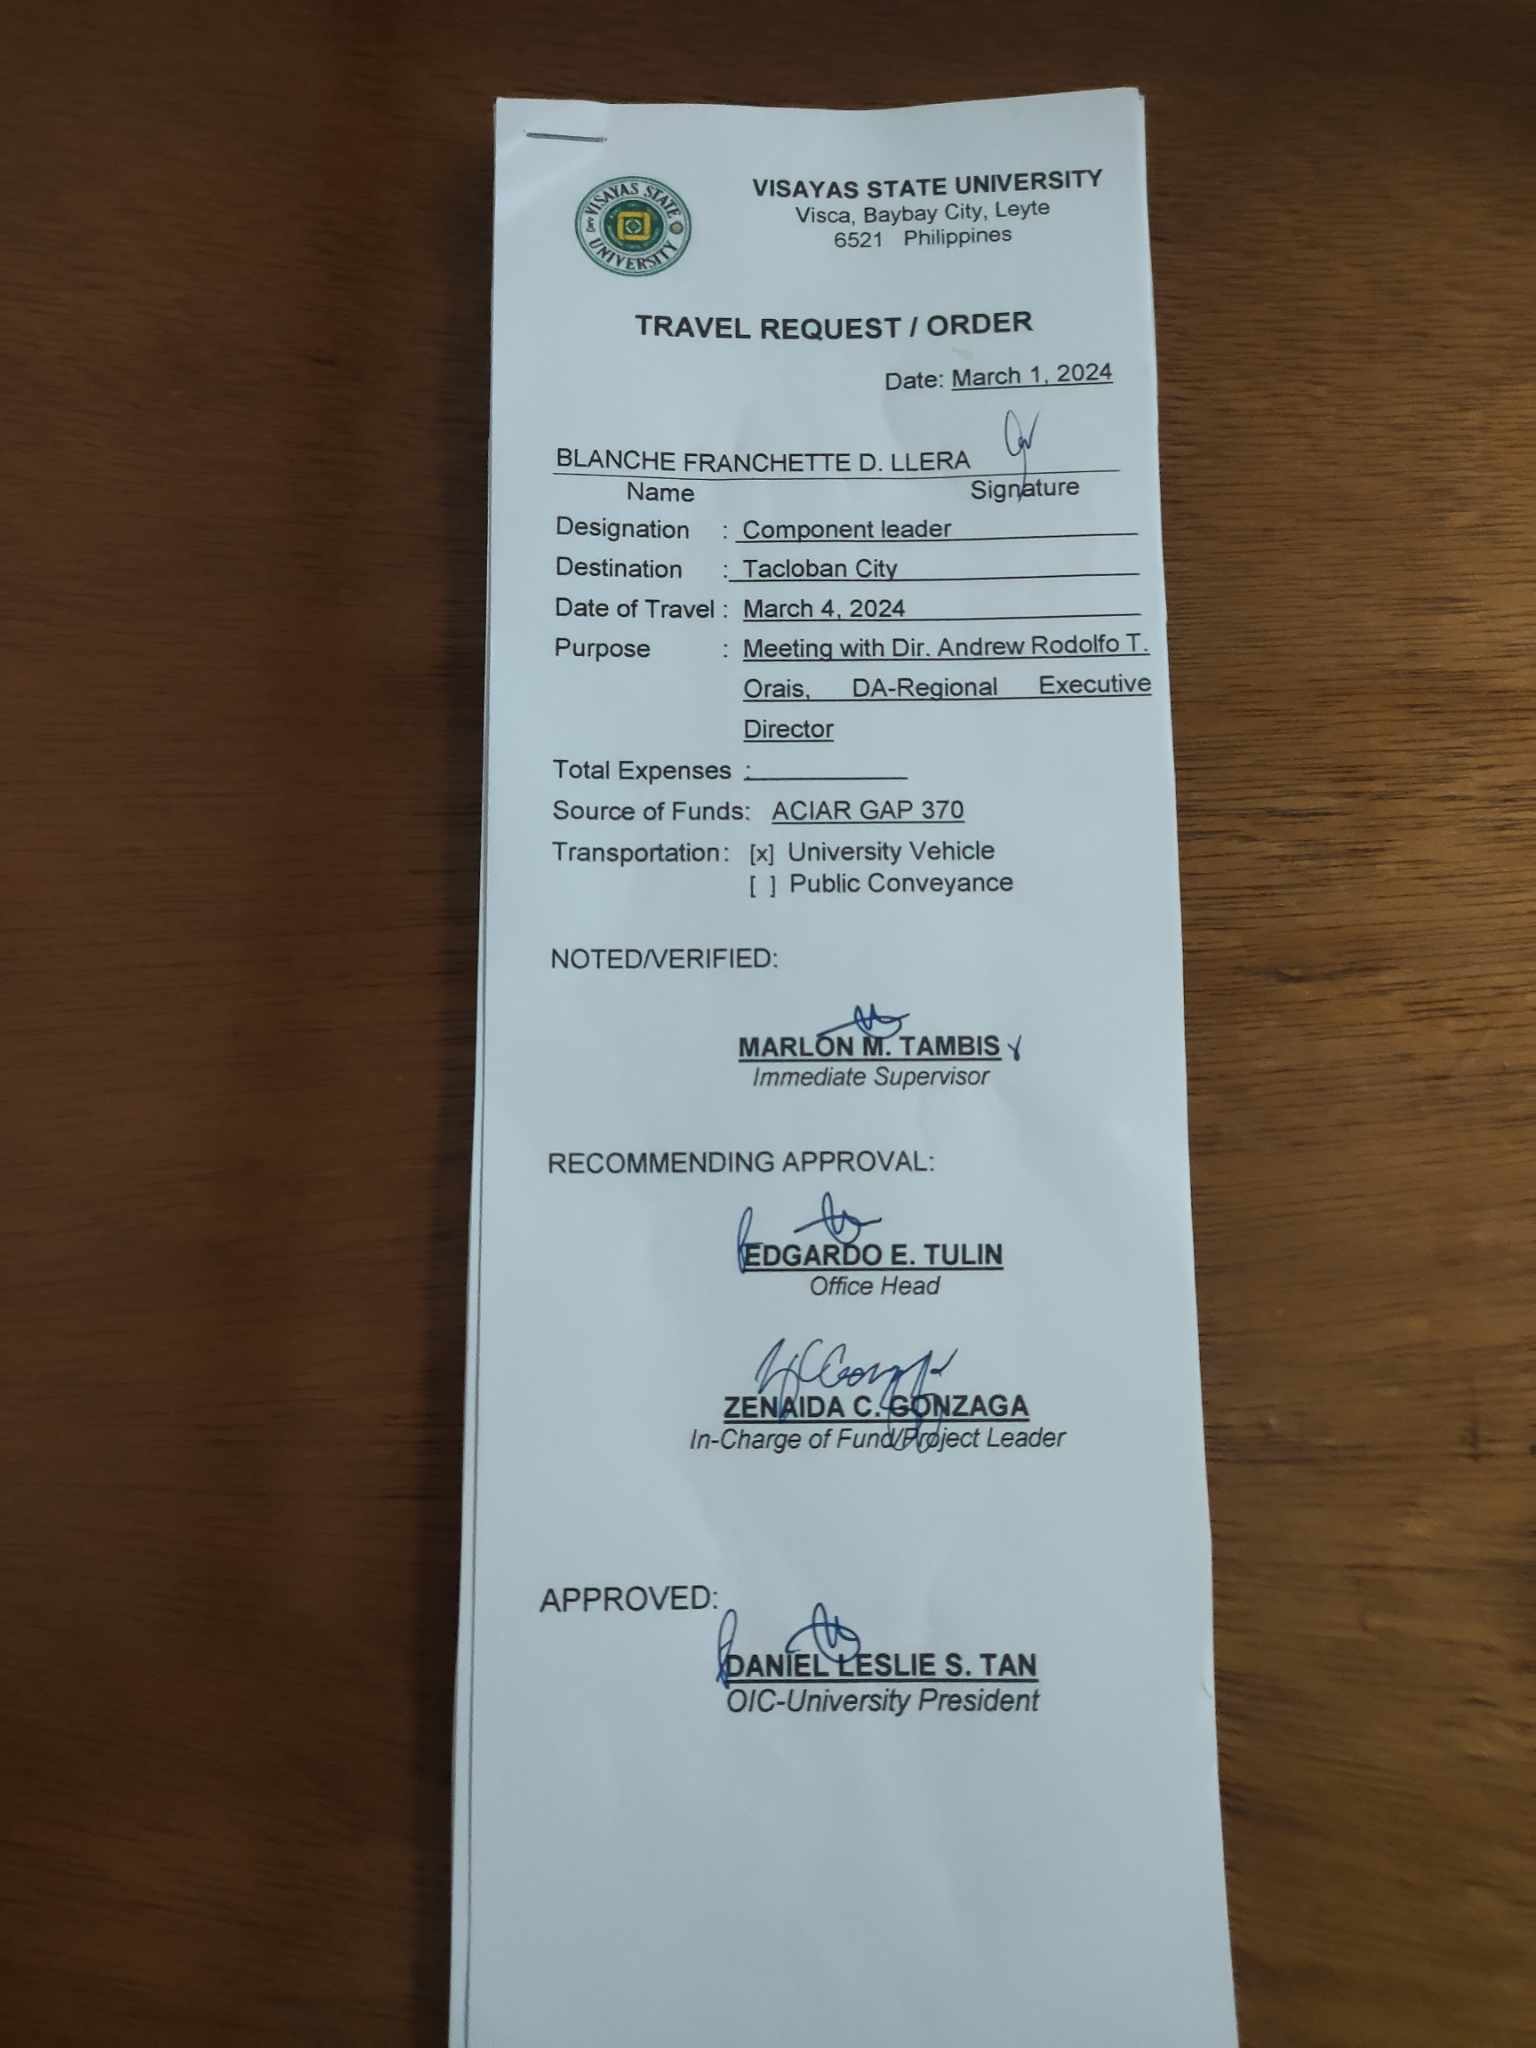 VISAYAS STATE UNIVERSITY
VISAYAS STATE UNIVERSITY
Visca, Baybay City, Leyte
6521 Philippines
TRAVEL REQUEST / ORDER
Date: March 1, 2024
BLANCHE FRANCHETTE D. LLERA
Name Signature
Designation : Component leader
Destination : Tacloban City
Date of Travel : March 4, 2024
Purpose : Meeting with Dir. Andrew Rodolfo T.
Orais, DA-Regional Executive
Director
Total Expenses :
Source of Funds: ACIAR GAP 370
Transportation: [x] University Vehicle
[ ] Public Conveyance
NOTED/VERIFIED:
MARLON M. TAMBIS
Immediate Supervisor
RECOMMENDING APPROVAL:
EDGARDO E. TULIN
Office Head
ZENAIDA C. GONZAGA
In-Charge of Fund/Project Leader
APPROVED:
DANIEL LESLIE S. TAN
OIC-University President